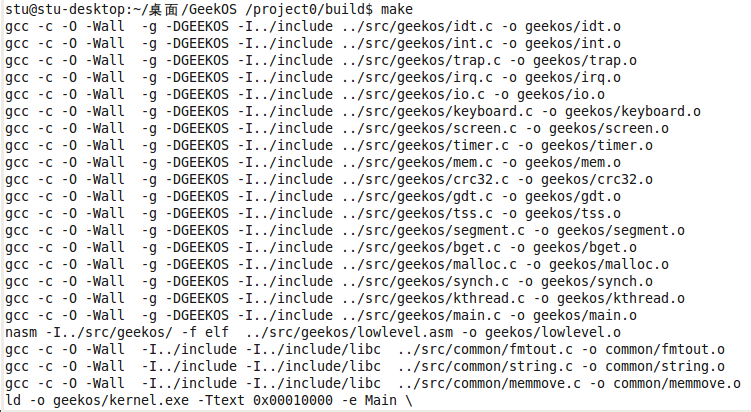 stu@stu-desktop:~/桌面/GeekOS /project0/build$ make
gcc -c -O -Wall  -g -DGEEKOS -I../include ../src/geekos/idt.c -o geekos/idt.o
gcc -c -O -Wall  -g -DGEEKOS -I../include ../src/geekos/int.c -o geekos/int.o
gcc -c -O -Wall  -g -DGEEKOS -I../include ../src/geekos/trap.c -o geekos/trap.o
gcc -c -O -Wall  -g -DGEEKOS -I../include ../src/geekos/irq.c -o geekos/irq.o
gcc -c -O -Wall  -g -DGEEKOS -I../include ../src/geekos/io.c -o geekos/io.o
gcc -c -O -Wall  -g -DGEEKOS -I../include ../src/geekos/keyboard.c -o geekos/keyboard.o
gcc -c -O -Wall  -g -DGEEKOS -I../include ../src/geekos/screen.c -o geekos/screen.o
gcc -c -O -Wall  -g -DGEEKOS -I../include ../src/geekos/timer.c -o geekos/timer.o
gcc -c -O -Wall  -g -DGEEKOS -I../include ../src/geekos/mem.c -o geekos/mem.o
gcc -c -O -Wall  -g -DGEEKOS -I../include ../src/geekos/crc32.c -o geekos/crc32.o
gcc -c -O -Wall  -g -DGEEKOS -I../include ../src/geekos/gdt.c -o geekos/gdt.o
gcc -c -O -Wall  -g -DGEEKOS -I../include ../src/geekos/tss.c -o geekos/tss.o
gcc -c -O -Wall  -g -DGEEKOS -I../include ../src/geekos/segment.c -o geekos/segment.o
gcc -c -O -Wall  -g -DGEEKOS -I../include ../src/geekos/bget.c -o geekos/bget.o
gcc -c -O -Wall  -g -DGEEKOS -I../include ../src/geekos/malloc.c -o geekos/malloc.o
gcc -c -O -Wall  -g -DGEEKOS -I../include ../src/geekos/synch.c -o geekos/synch.o
gcc -c -O -Wall  -g -DGEEKOS -I../include ../src/geekos/kthread.c -o geekos/kthread.o
gcc -c -O -Wall  -g -DGEEKOS -I../include ../src/geekos/main.c -o geekos/main.o
nasm -I../src/geekos/ -f elf  ../src/geekos/lowlevel.asm -o geekos/lowlevel.o
gcc -c -O -Wall  -I../include -I../include/libc  ../src/common/fmtout.c -o common/fmtout.o
gcc -c -O -Wall  -I../include -I../include/libc  ../src/common/string.c -o common/string.o
gcc -c -O -Wall  -I../include -I../include/libc  ../src/common/memmove.c -o common/memmove.o
ld -o geekos/kernel.exe -Ttext 0x00010000 -e Main \